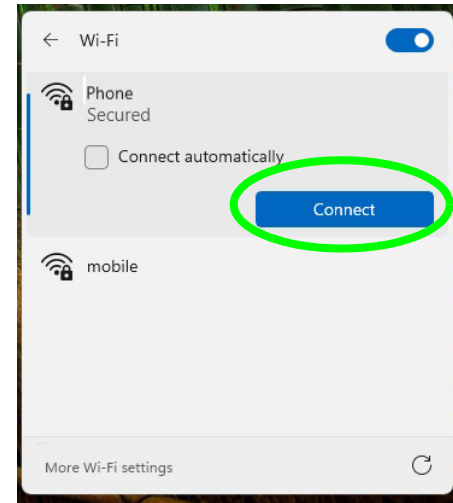 Wi-Fi
Phone
Secured
Connect automatically
Connect
mobile
More Wi-Fi settings